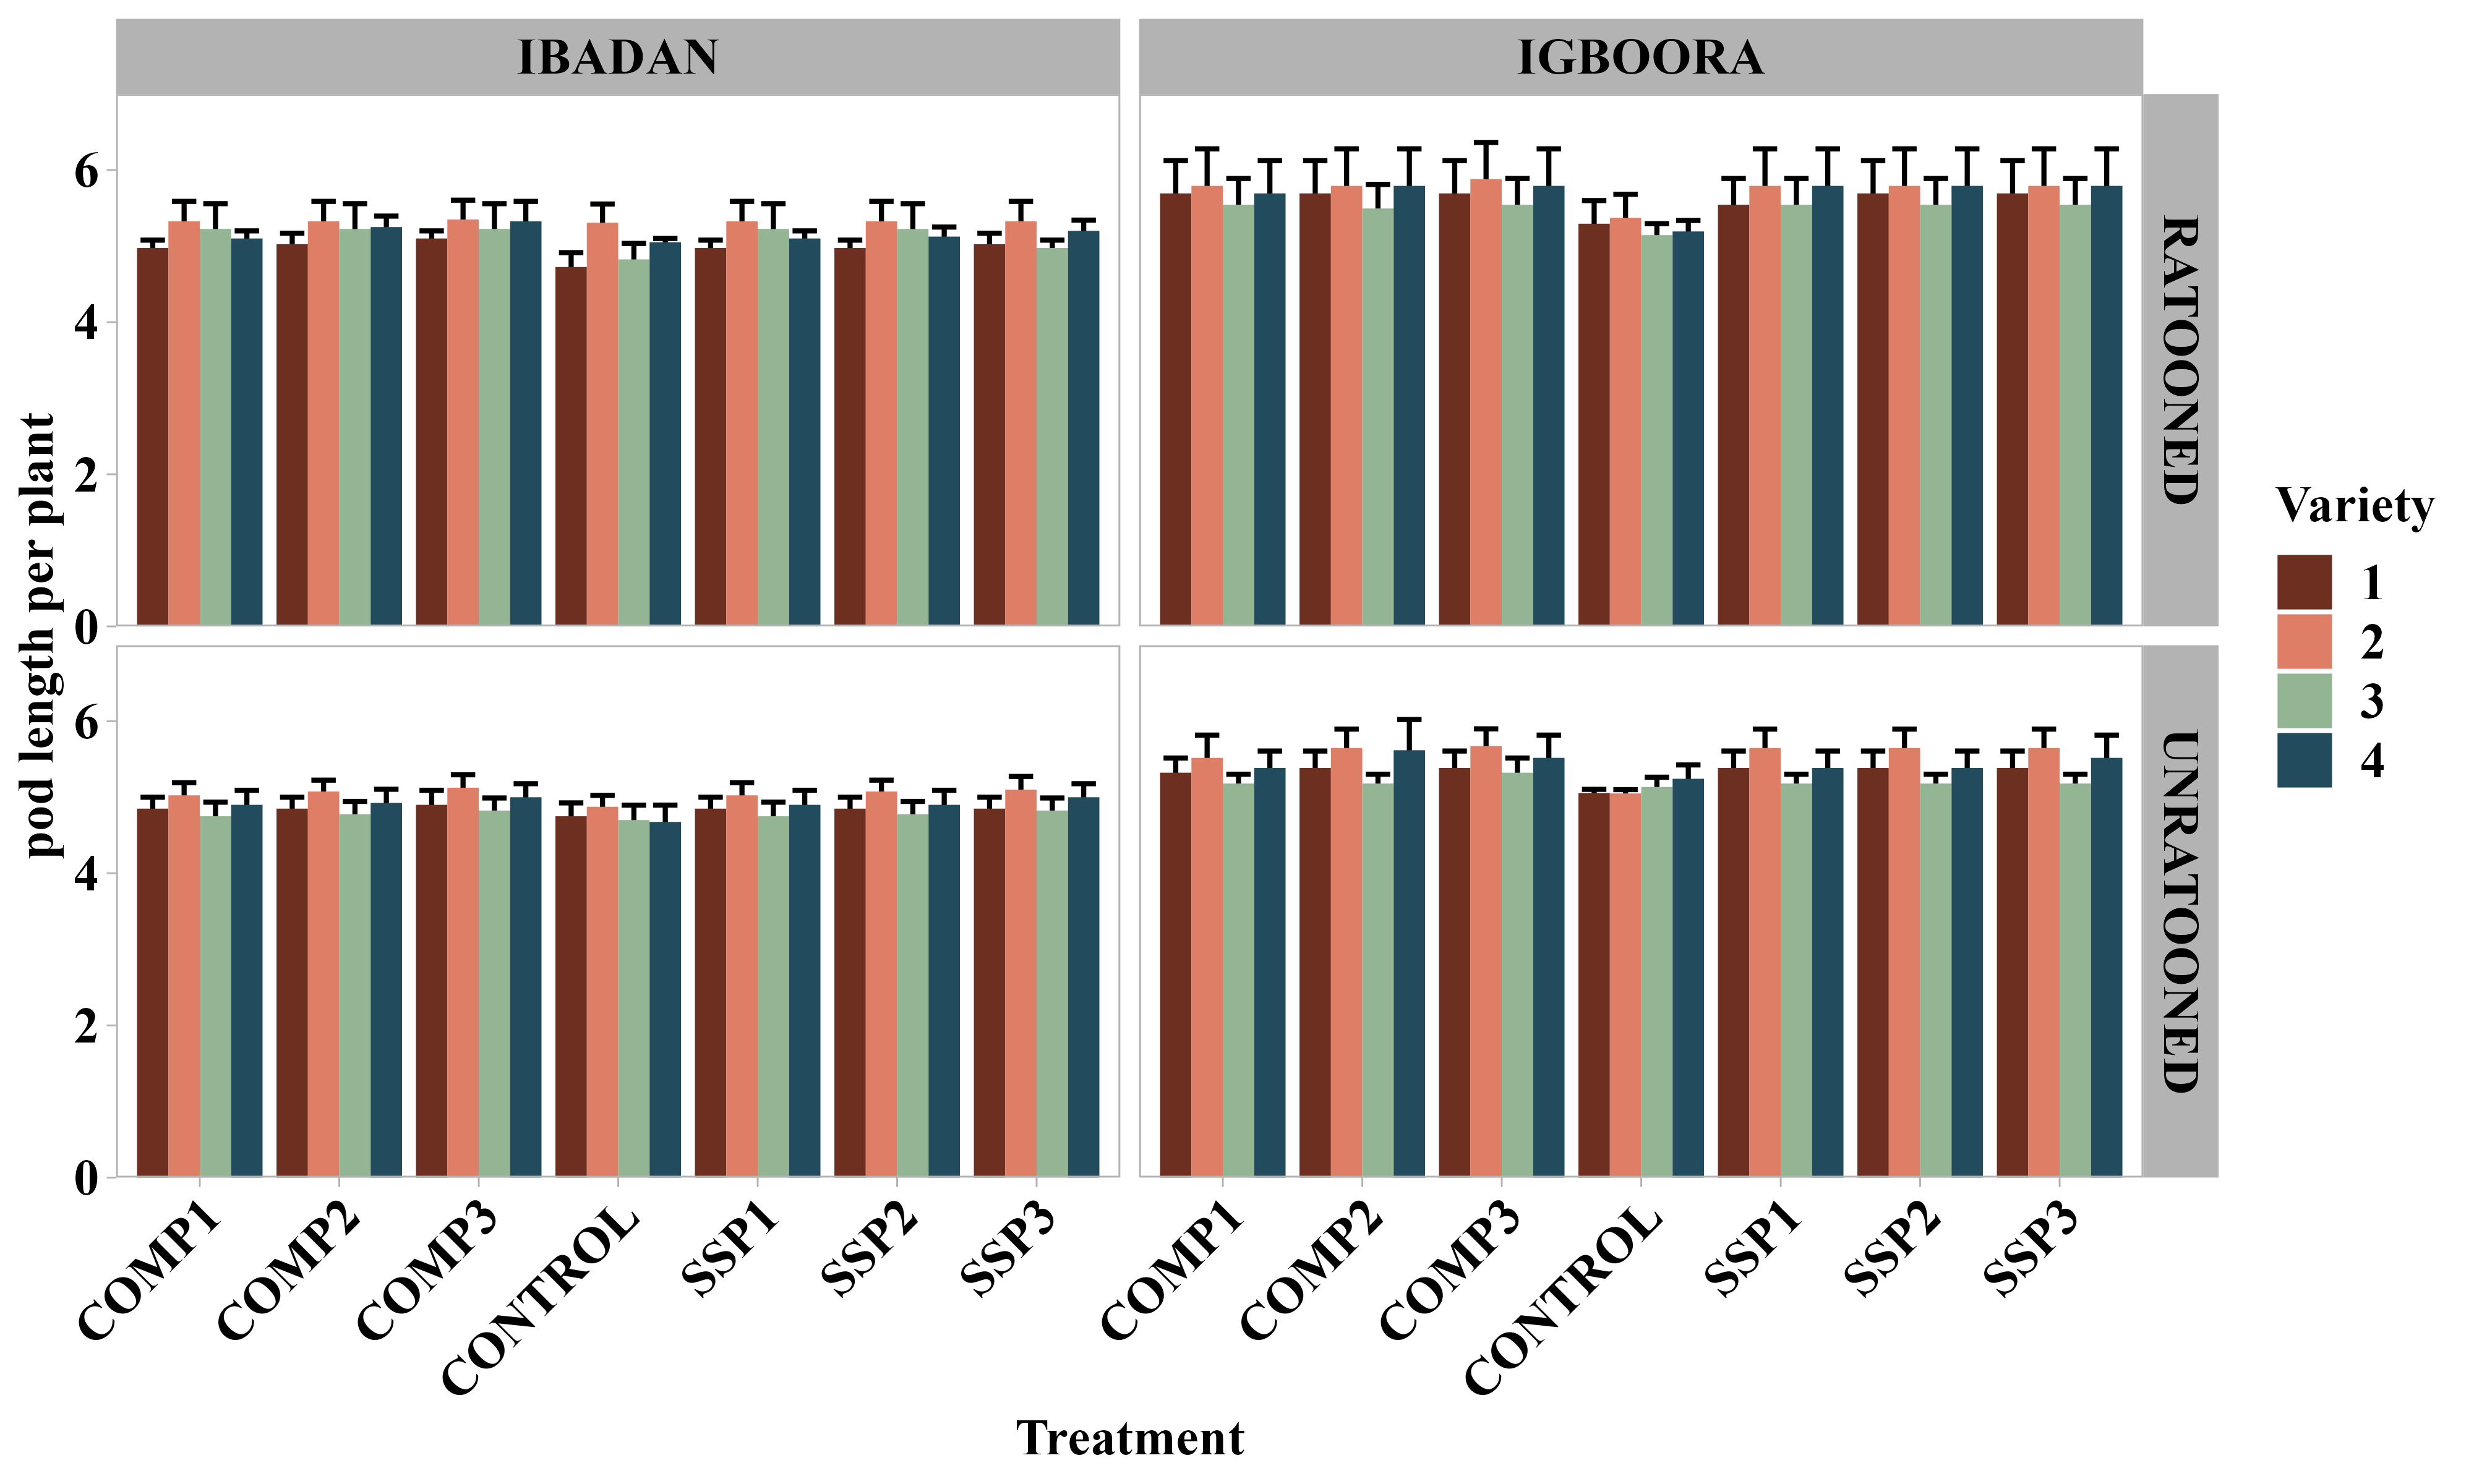 IBADAN
IGBOORA
RATOONED
UNRATOONED
pod length per plant
6
4
2
0
6
4
2
0
COMP1
COMP2
COMP3
CONTROL
SSP1
SSP2
SSP3
COMP1
COMP2
COMP3
CONTROL
SSP1
SSP2
SSP3
Treatment
Variety
1
2
3
4